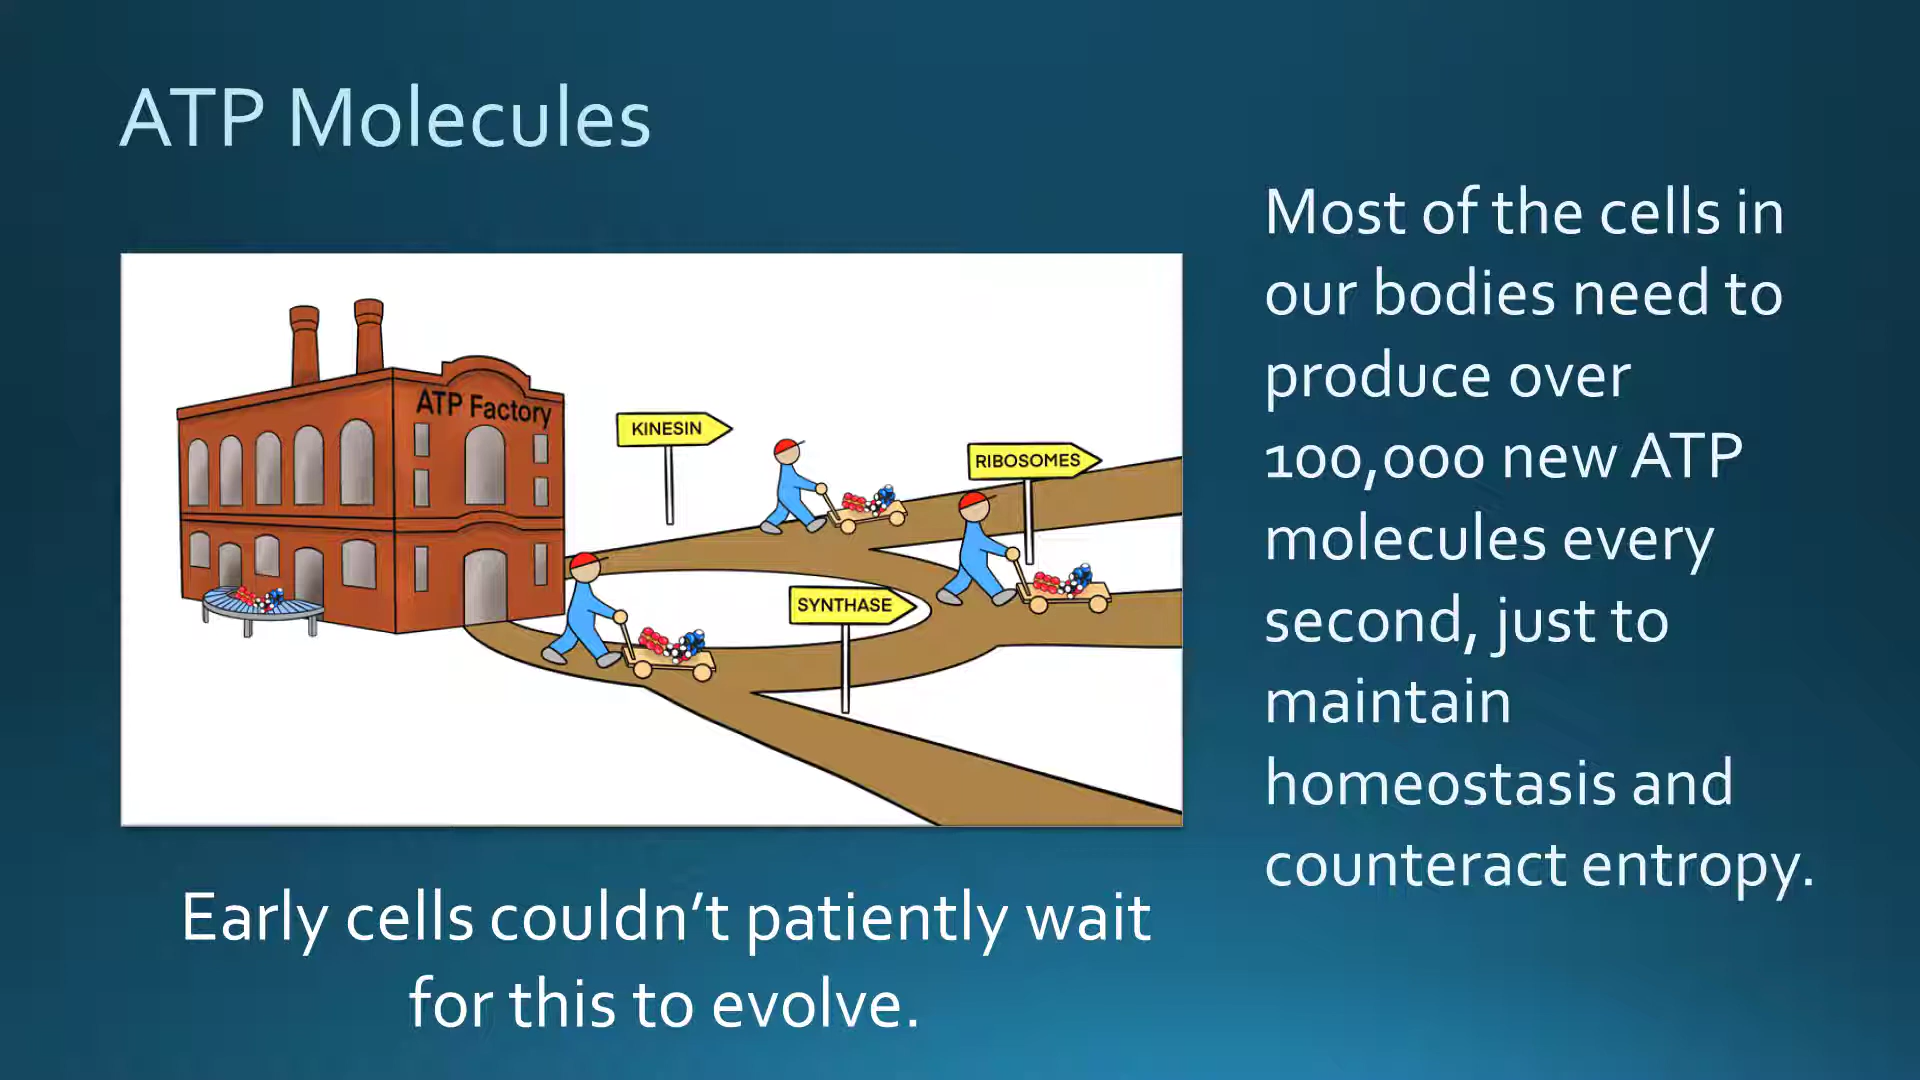 ATP Molecules
ATP Factory
KINESIN
RIBOSOMES
SYNTHASE
Most of the cells in
our bodies need to
produce over
100,000 new ATP
molecules every
second, just to
maintain
homeostasis and
counteract entropy.
Early cells couldn’t patiently wait
for this to evolve.